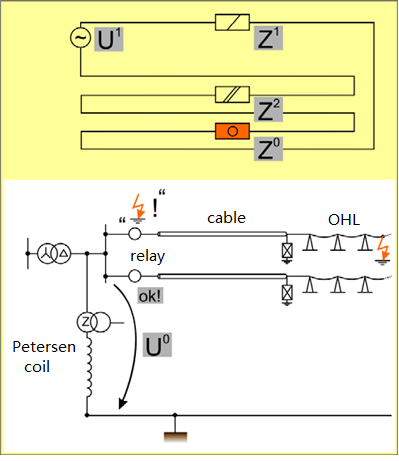 ~
U¹
Z¹
Z²
Z⁰
“ !“
cable
OHL
relay
ok!
Z
Petersen
coil
U⁰